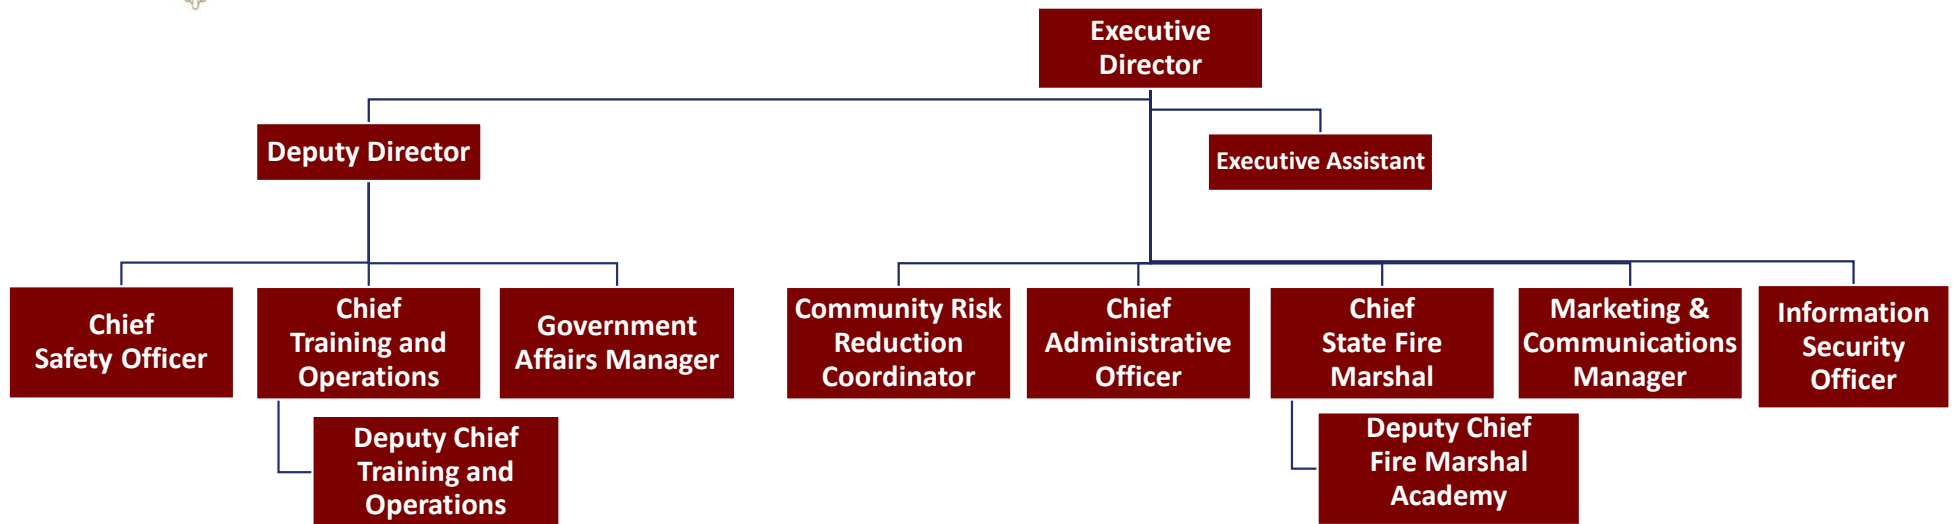 Executive
Director
Deputy Director
Executive Assistant
Chief
Safety Officer
Chief
Training and
Operations
Government
Affairs Manager
Community Risk
Reduction
Coordinator
Chief
Administrative
Officer
Chief
State Fire
Marshal
Marketing &
Communications
Manager
Information
Security
Officer
Deputy Chief
Training and
Operations
Deputy Chief
Fire Marshal
Academy